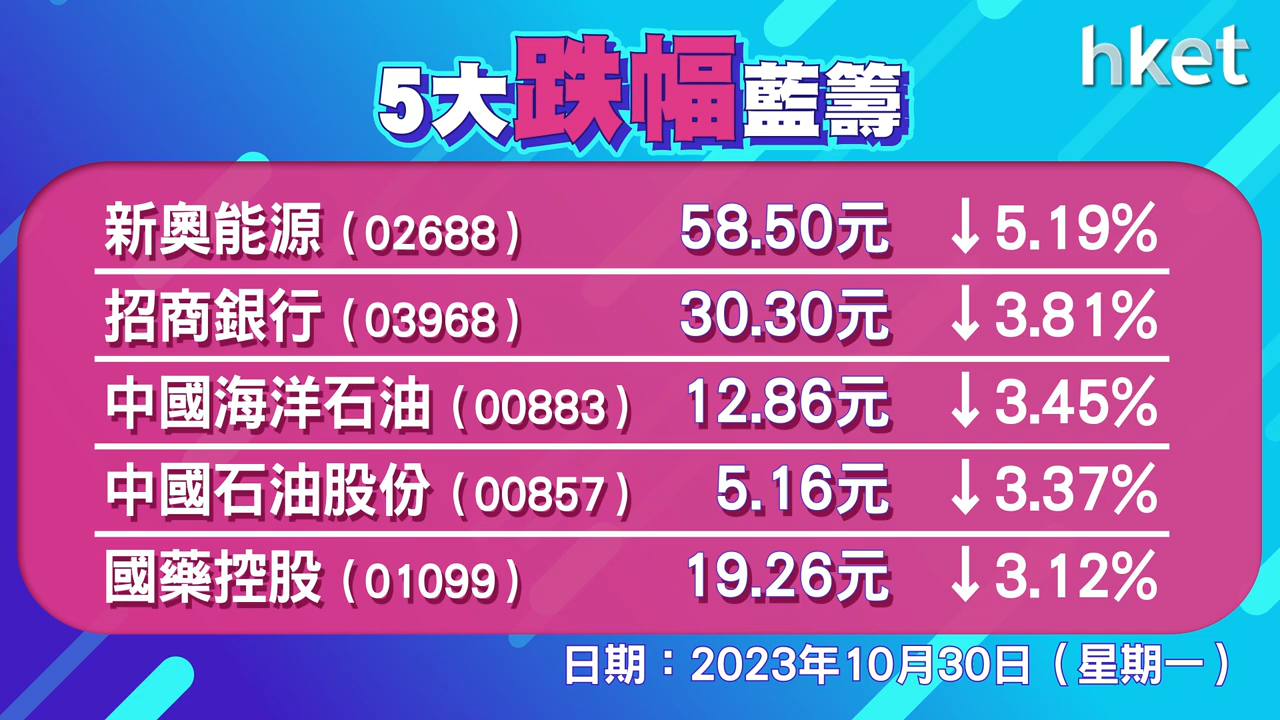 hket
5大跌幅藍籌
新奧能源（02688） 58.50元 ↓5.19%
招商銀行（03968） 30.30元 ↓3.81%
中國海洋石油（00883） 12.86元 ↓3.45%
中國石油股份（00857） 5.16元 ↓3.37%
國藥控股（01099） 19.26元 ↓3.12%
日期：2023年10月30日（星期一）